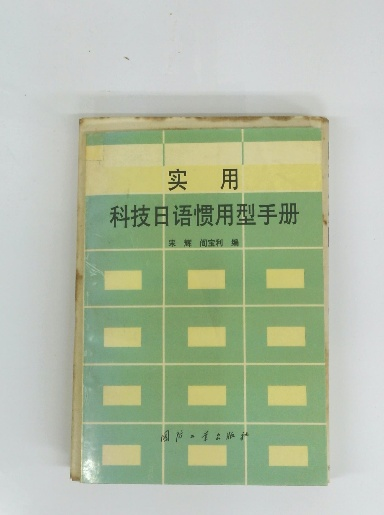 实 用
科技日语惯用型手册
宋 辉 阎宝利 编
国防工业出版社